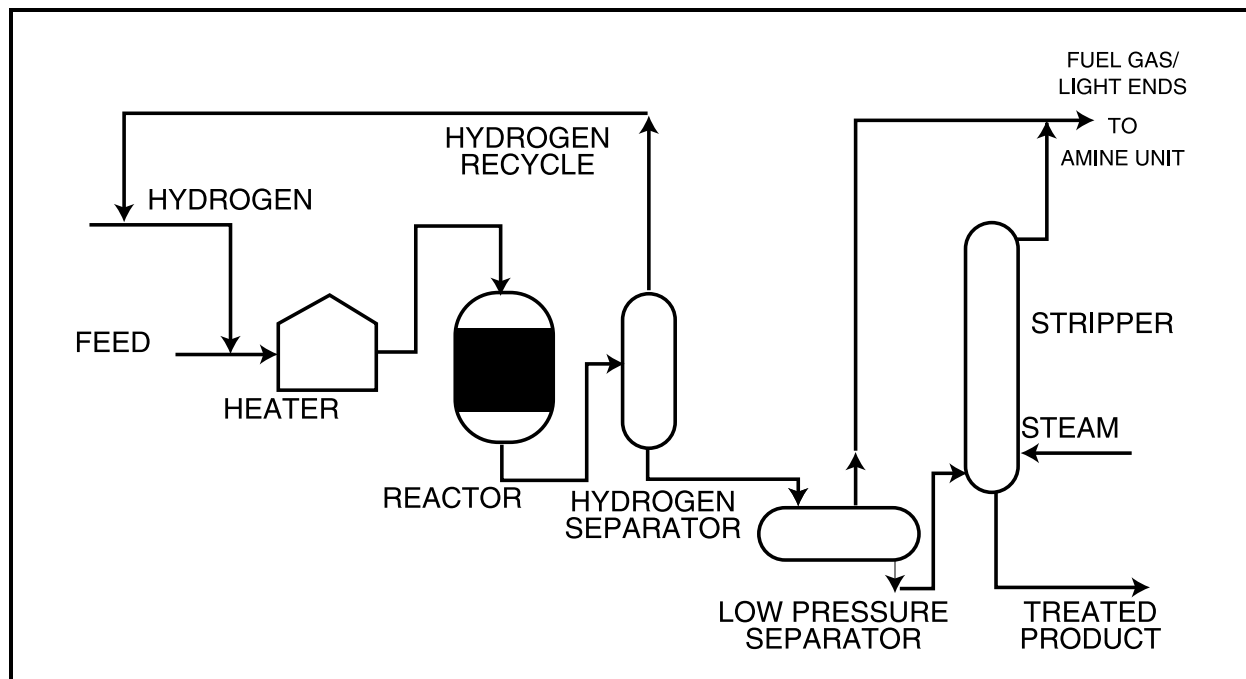 FUEL GAS/
LIGHT ENDS
TO
AMINE UNIT
HYDROGEN
RECYCLE
HYDROGEN
FEED
HEATER
REACTOR
HYDROGEN
SEPARATOR
STRIPPER
STEAM
LOW PRESSURE
SEPARATOR
TREATED
PRODUCT